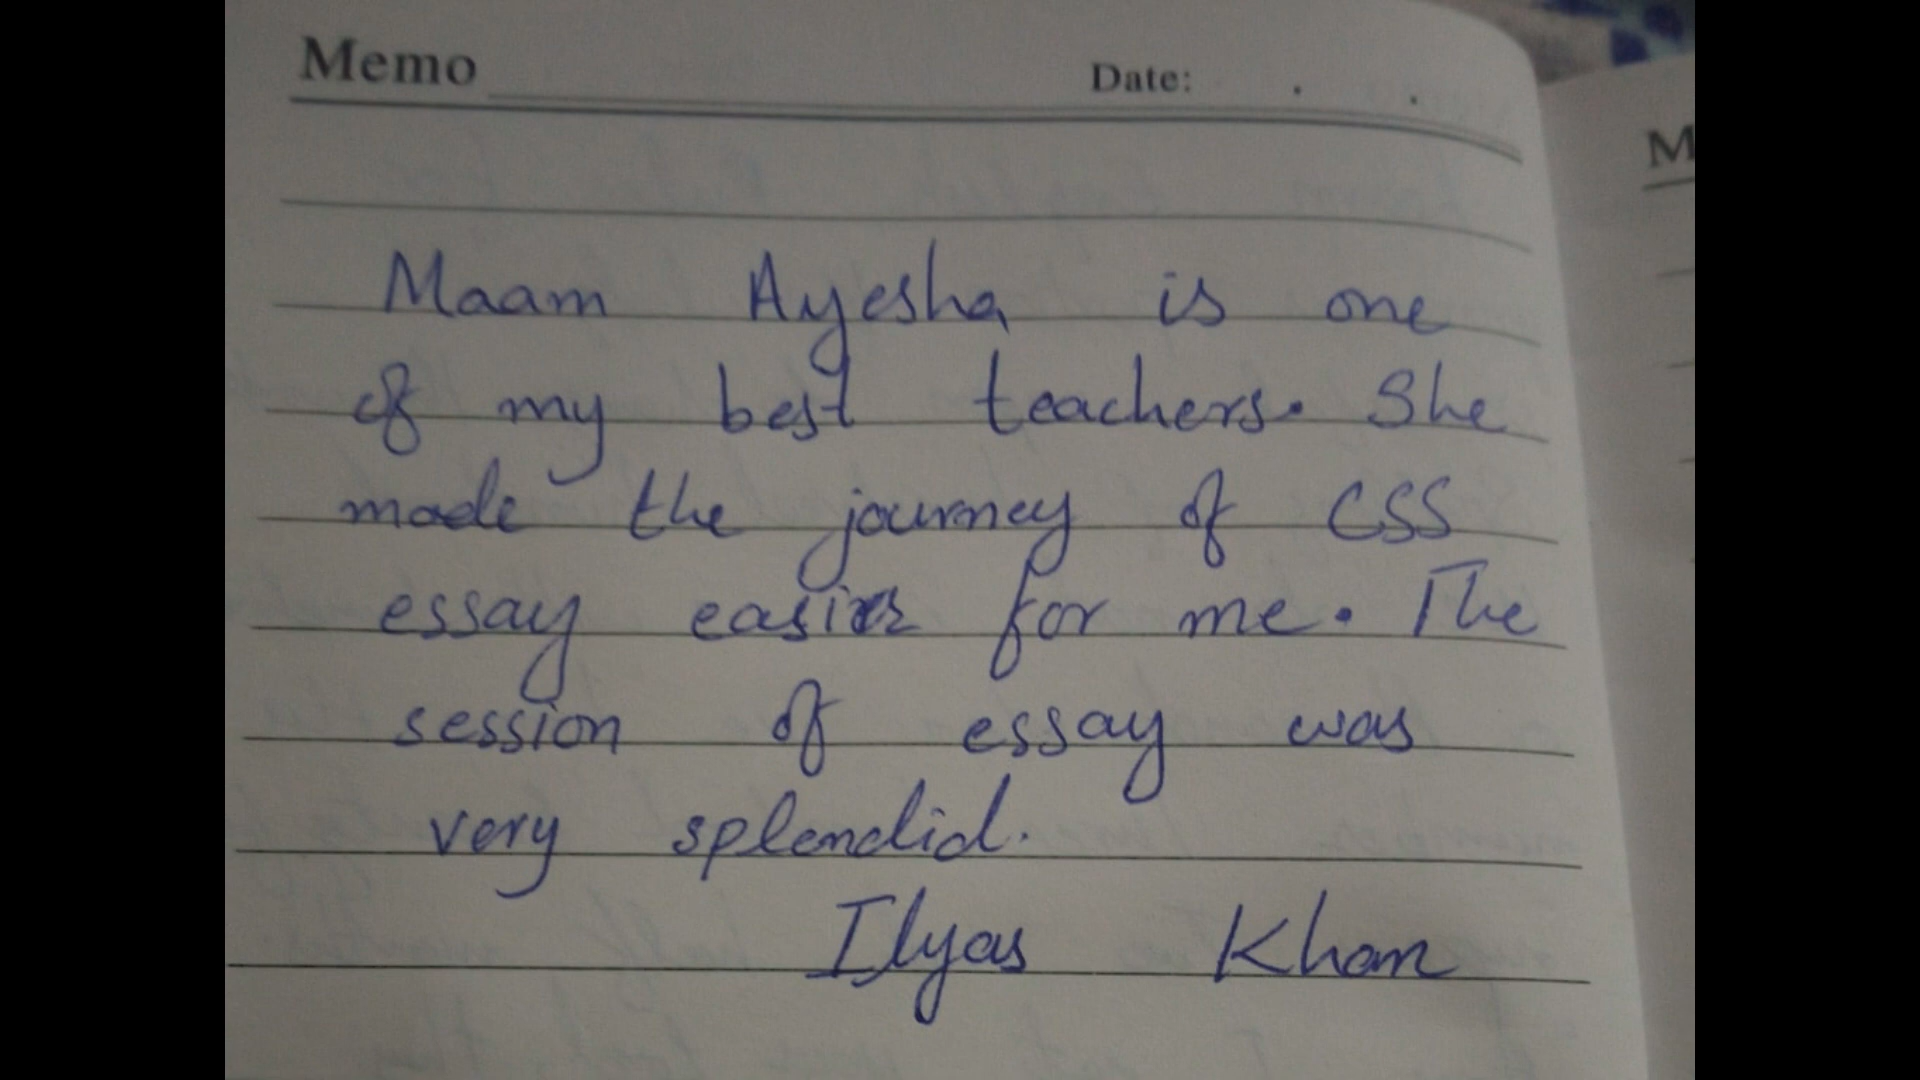 Memo Date: . .
M
Maam Ayesha is one
of my best teachers. She
made the journey of CSS
essay easier for me. The
session of essay was
very splendid.
Ilyas Khan